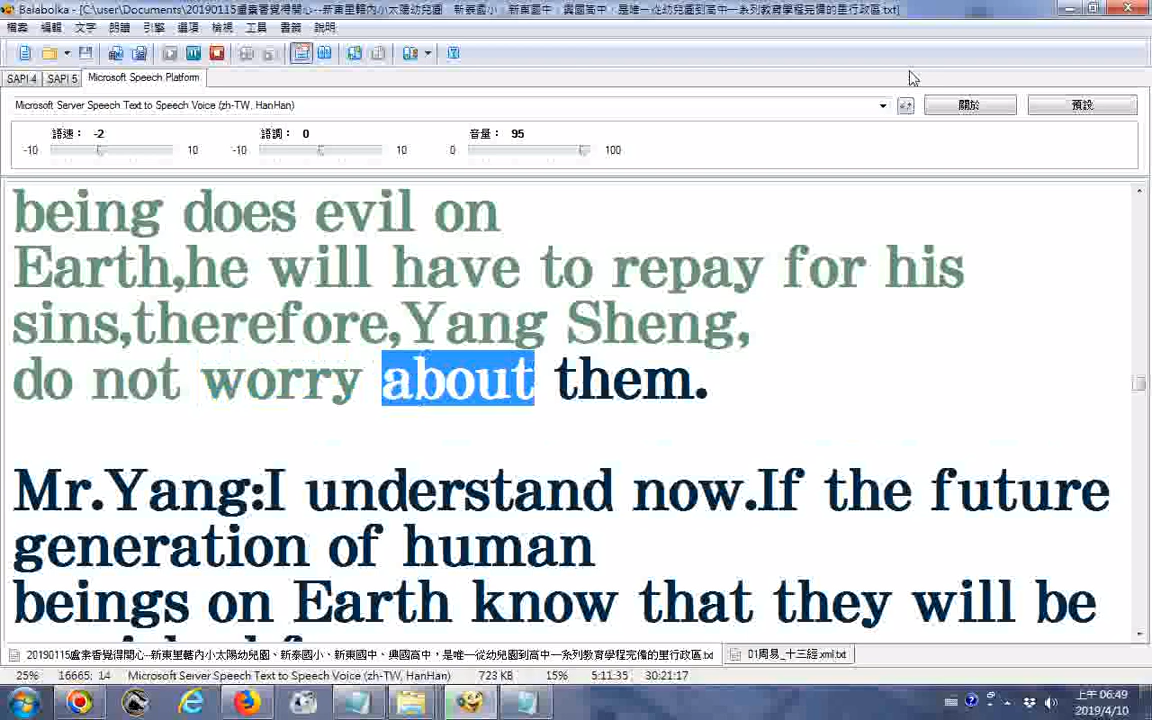 Balabolka - [C:\user\Documents\20190115盧素香覺得開心--新東里轄內小太陽幼兒園、新泰國小、新東國中、興國高中，是唯一從幼兒園到高中一系列教育學程完備的里行政區.txt]
檔案 編輯 文字 朗讀 引擎 選項 檢視 工具 書籤 說明
SAPI 4 SAPI 5 Microsoft Speech Platform
Microsoft Server Speech Text to Speech Voice (zh-TW, HanHan) 關於 預設
語速： -2 語調： 0 音量： 95
-10 10 -10 10 0 100
being does evil on
Earth,he will have to repay for his
sins,therefore,Yang Sheng,
do not worry about them.
Mr.Yang:I understand now.If the future
generation of human
beings on Earth know that they will be
20190115盧素香覺得開心--新東里轄內小太陽幼兒園、新泰國小、新東國中、興國高中，是唯一從幼兒園到高中一系列教育學程完備的里行政區.txt 01周易_十三經.xml.txt
25% 16665: 14 Microsoft Server Speech Text to Speech Voice (zh-TW, HanHan) 723 KB 15% 5:11:35 30:21:17
上午 06:49
2019/4/10